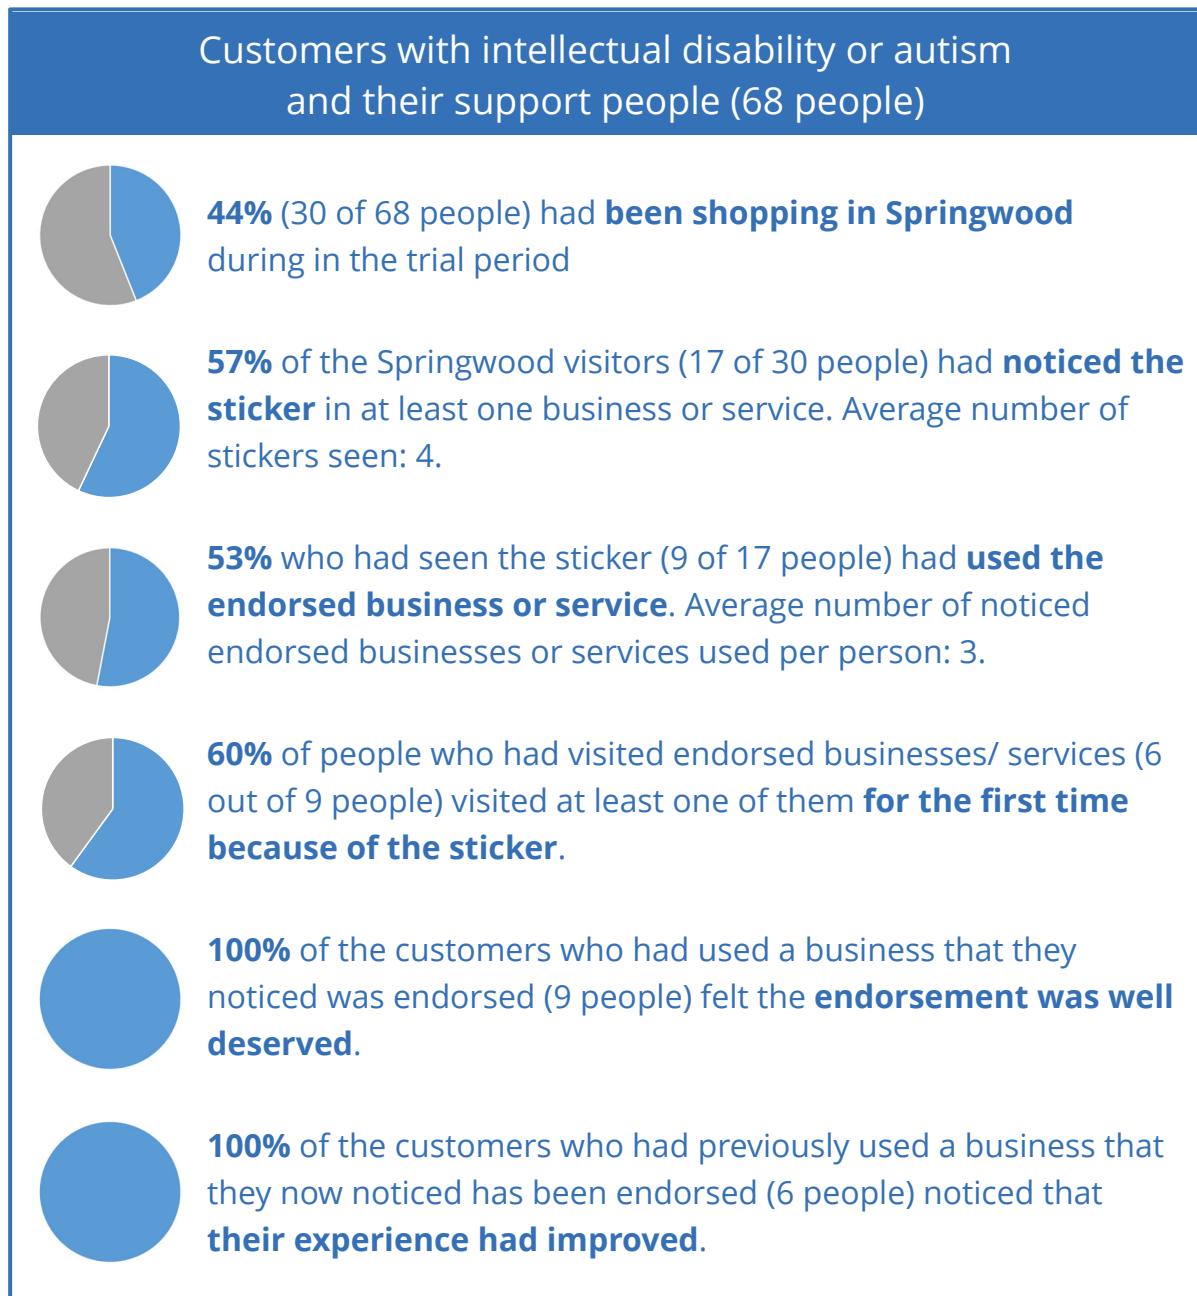 Customers with intellectual disability or autism
and their support people (68 people)
44% (30 of 68 people) had been shopping in Springwood
during in the trial period
57% of the Springwood visitors (17 of 30 people) had noticed the
sticker in at least one business or service. Average number of
stickers seen: 4.
53% who had seen the sticker (9 of 17 people) had used the
endorsed business or service. Average number of noticed
endorsed businesses or services used per person: 3.
60% of people who had visited endorsed businesses/ services (6
out of 9 people) visited at least one of them for the first time
because of the sticker.
100% of the customers who had used a business that they
noticed was endorsed (9 people) felt the endorsement was well
deserved.
100% of the customers who had previously used a business that
they now noticed has been endorsed (6 people) noticed that
their experience had improved.